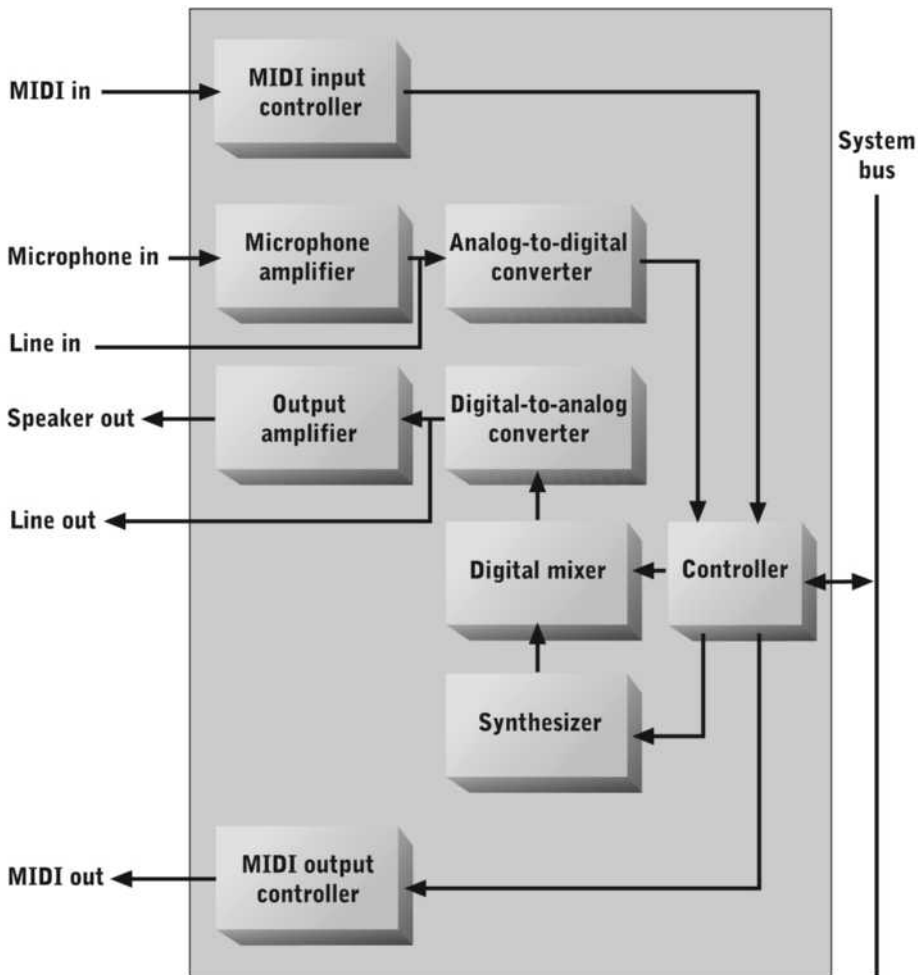 MIDI in
MIDI input
controller
System
bus
Microphone in
Microphone
amplifier
Analog-to-digital
converter
Line in
Speaker out
Output
amplifier
Digital-to-analog
converter
Line out
Digital mixer
Controller
Synthesizer
MIDI out
MIDI output
controller